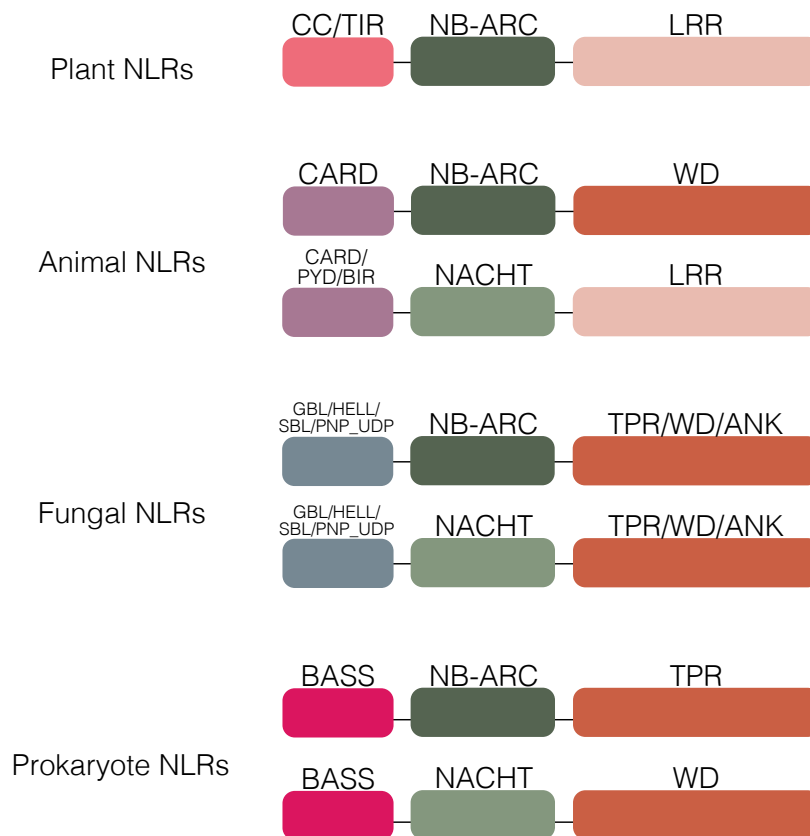 CC/TIR NB-ARC LRR
Plant NLRs
CARD NB-ARC WD
Animal NLRs
CARD/
PYD/BIR NACHT LRR
GBL/HELL/
SBL/PNP_UDP NB-ARC TPR/WD/ANK
Fungal NLRs
GBL/HELL/
SBL/PNP_UDP NACHT TPR/WD/ANK
BASS NB-ARC TPR
Prokaryote NLRs
BASS NACHT WD